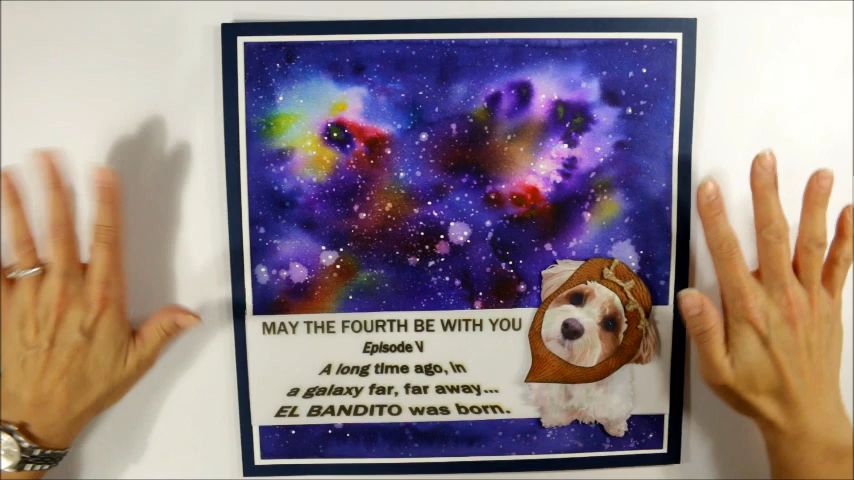 MAY THE FOURTH BE WITH YOU
Episode V
A long time ago, in
a galaxy far, far away...
EL BANDITO was born.